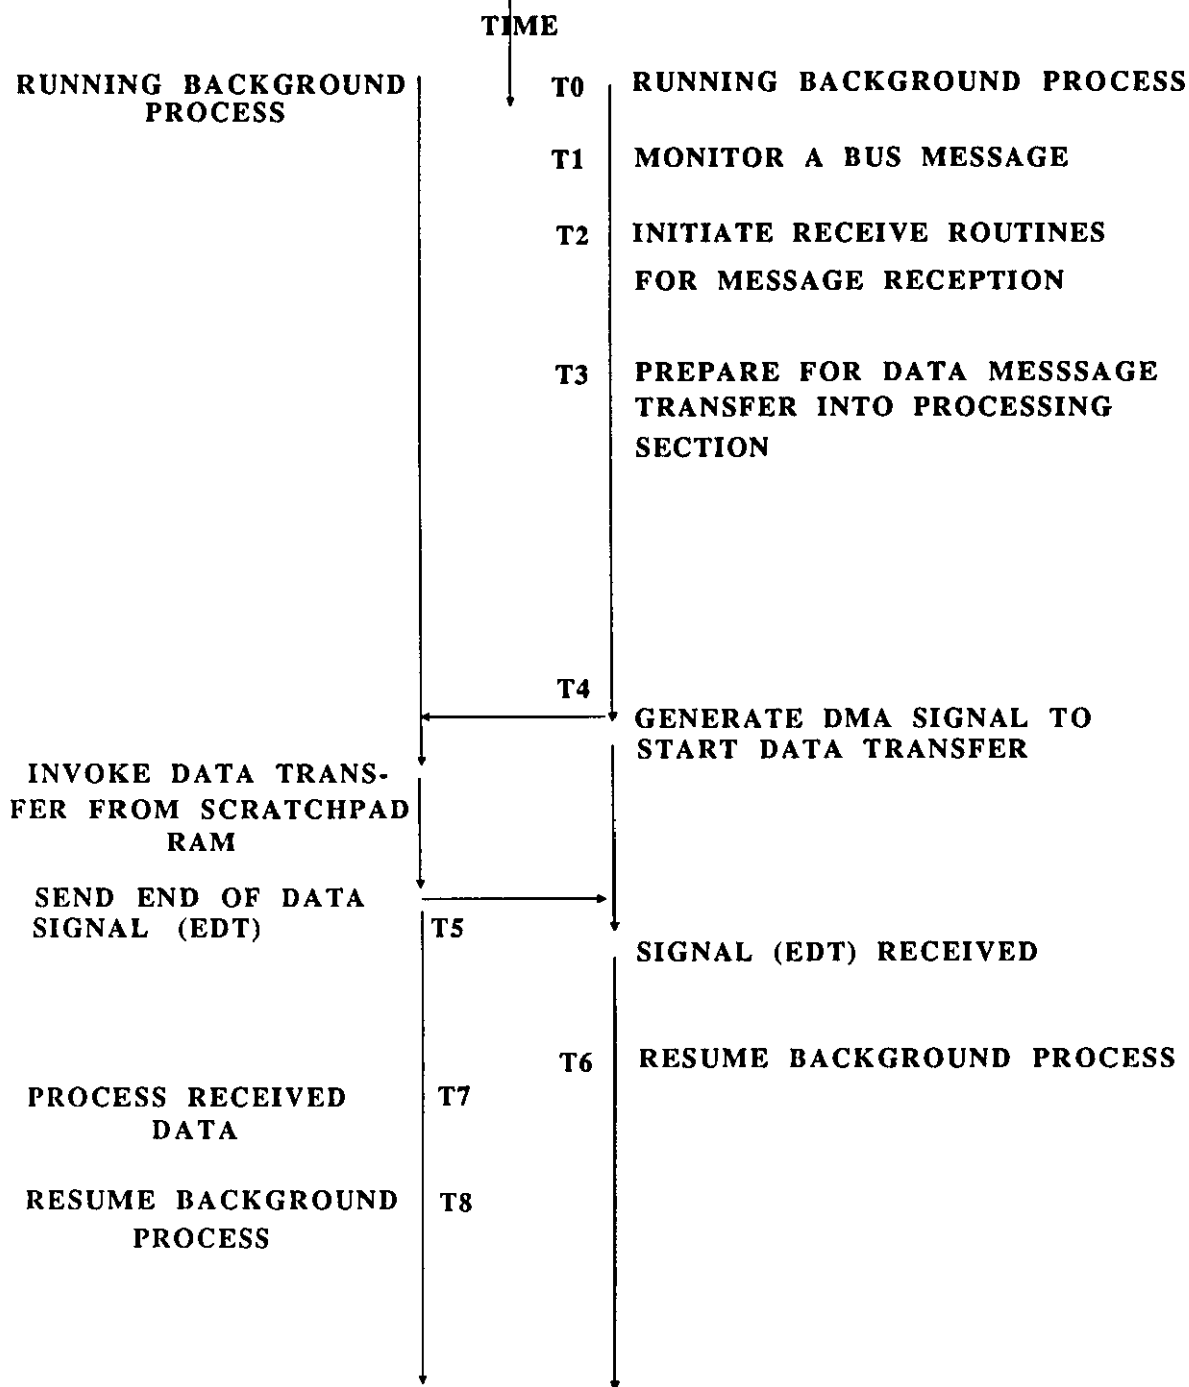 TIME
RUNNING BACKGROUND
PROCESS
T0 RUNNING BACKGROUND PROCESS
T1 MONITOR A BUS MESSAGE
T2 INITIATE RECEIVE ROUTINES
FOR MESSAGE RECEPTION
T3 PREPARE FOR DATA MESSSAGE
TRANSFER INTO PROCESSING
SECTION
T4
GENERATE DMA SIGNAL TO
START DATA TRANSFER
INVOKE DATA TRANS-
FER FROM SCRATCHPAD
RAM
SEND END OF DATA
SIGNAL (EDT) T5
SIGNAL (EDT) RECEIVED
T6 RESUME BACKGROUND PROCESS
PROCESS RECEIVED T7
DATA
RESUME BACKGROUND T8
PROCESS